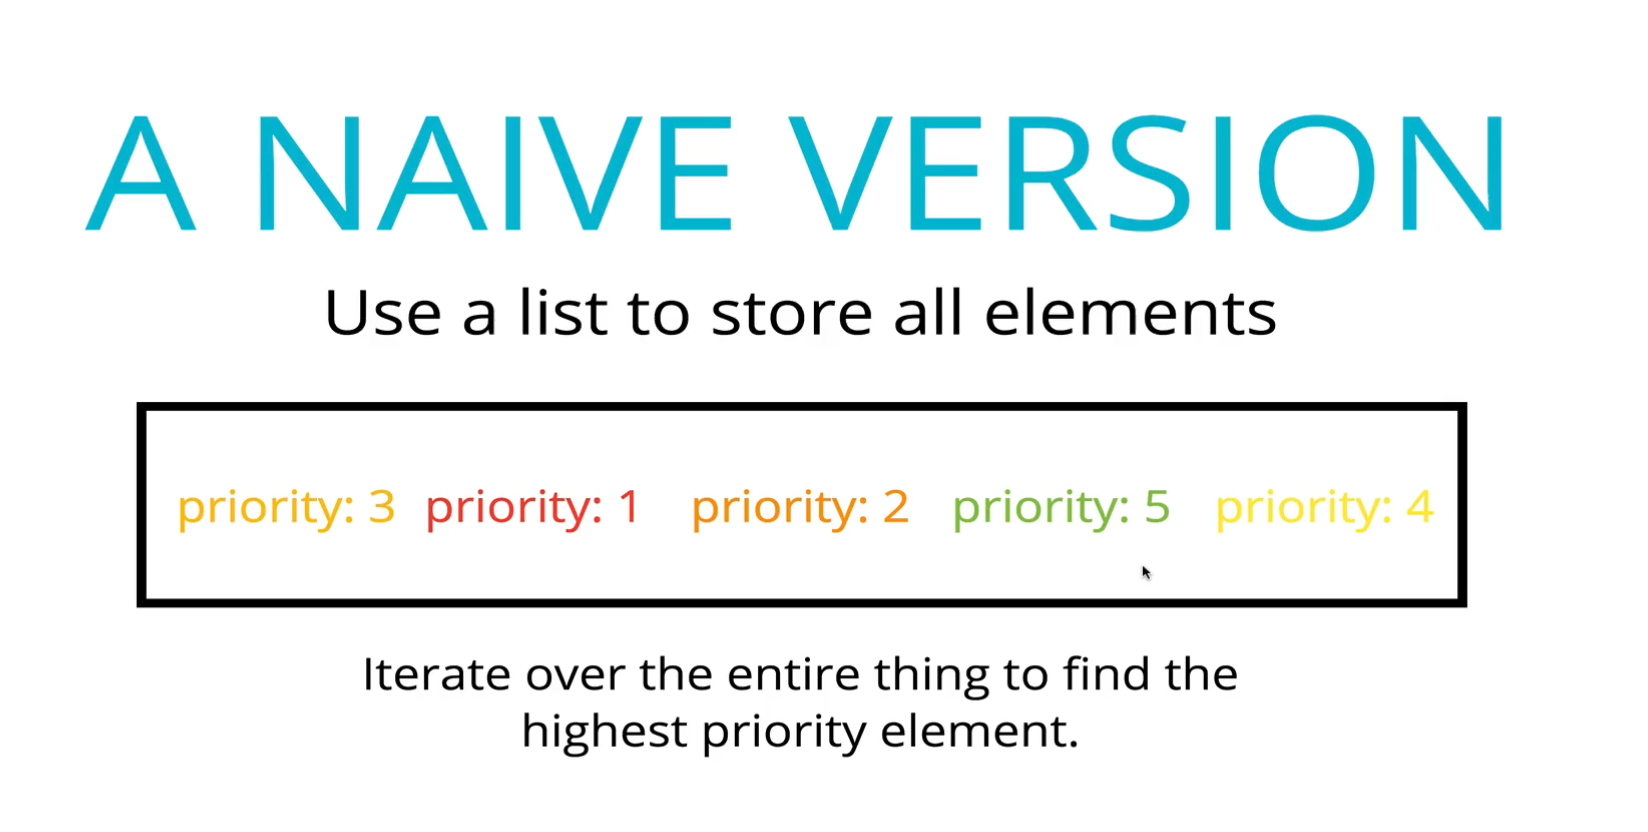 A NAIVE VERSION
Use a list to store all elements
priority: 3 priority: 1 priority: 2 priority: 5 priority: 4
Iterate over the entire thing to find the
highest priority element.